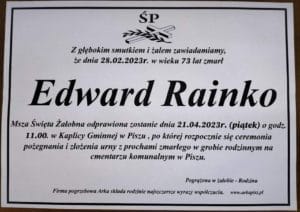 ŚP
Z głębokim smutkiem i żalem zawiadamiamy,
że dnia 28.02.2023r. w wieku 73 lat zmarł
Edward Rainko
Msza Święta Żałobna odprawiona zostanie dnia 21.04.2023r. (piątek) o godz.
11.00. w Kaplicy Gminnej w Piszu , po której rozpocznie się ceremonia
pożegnania i złożenia urny z prochami zmarłego w grobie rodzinnym na
cmentarzu komunalnym w Piszu.
Pogrążona w żałobie - Rodzina
Firma pogrzebowa Arka składa rodzinie najszczersze wyrazy współczucia. www.arkapisz.pl